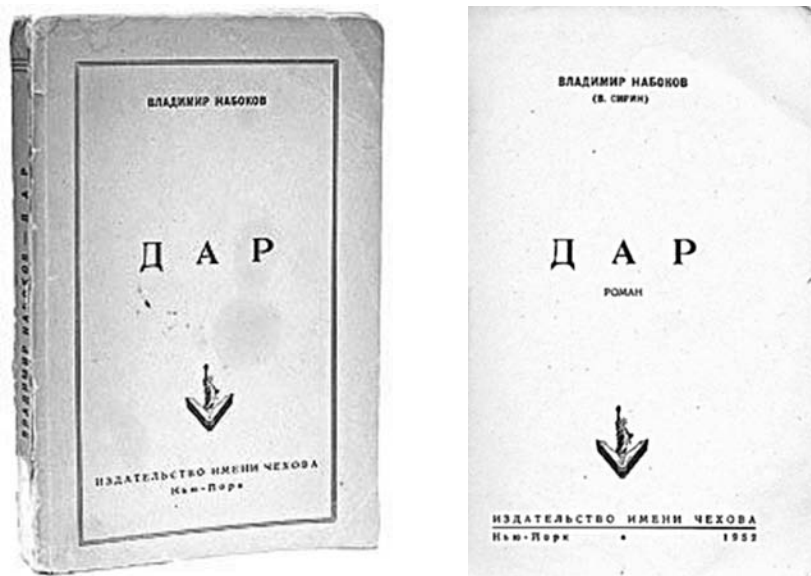 ВЛАДИМИР НАБОКОВ — ДАР
ВЛАДИМИР НАБОКОВ
ДАР
ИЗДАТЕЛЬСТВО ИМЕНИ ЧЕХОВА
Нью-Йорк
ВЛАДИМИР НАБОКОВ
(В. СИРИН)
ДАР
РОМАН
ИЗДАТЕЛЬСТВО ИМЕНИ ЧЕХОВА
Нью-Йорк • 1952